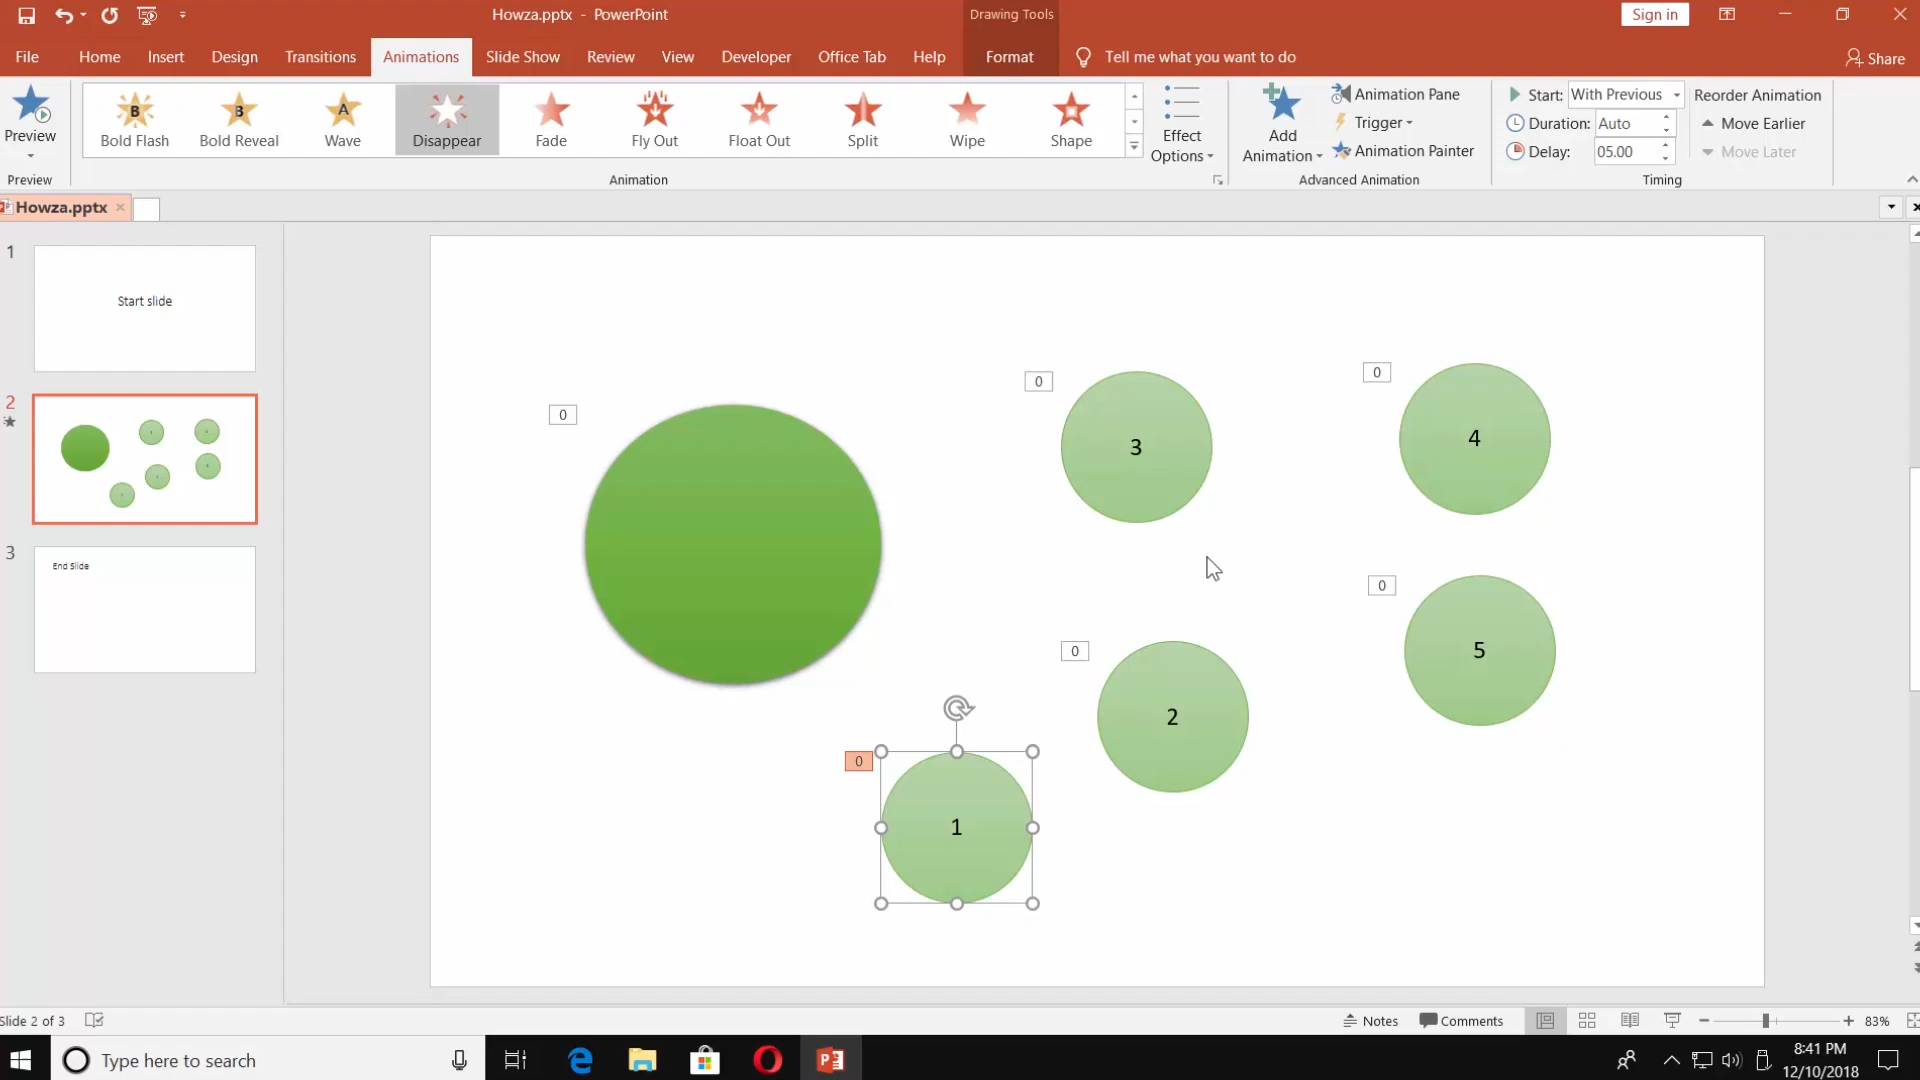 Howza.pptx - PowerPoint
Drawing Tools
Sign in
File
Home
Insert
Design
Transitions
Animations
Slide Show
Review
View
Developer
Office Tab
Help
Format
Tell me what you want to do
Share
Preview
B
Bold Flash
B
Bold Reveal
A
Wave
Disappear
Fade
Fly Out
Float Out
Split
Wipe
Shape
Effect
Options
Add
Animation
Animation Pane
Trigger
Animation Painter
Start: With Previous
Duration: Auto
Delay: 05.00
Reorder Animation
Move Earlier
Move Later
Preview
Animation
Advanced Animation
Timing
Howza.pptx
1
Start slide
2
3
End Slide
0
0
3
0
4
0
5
0
2
0
1
Slide 2 of 3
Notes
Comments
83%
Type here to search
8:41 PM
12/10/2018